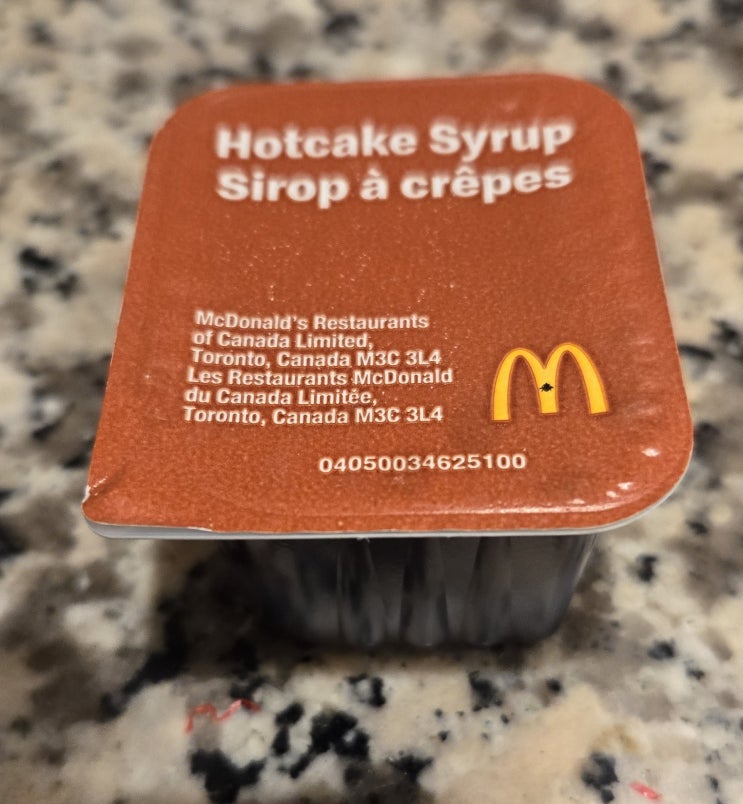 Hotcake Syrup
Sirop à crêpes
McDonald's Restaurants
of Canada Limited,
Toronto, Canada M3C 3L4
Les Restaurants McDonald
du Canada Limitée,
Toronto, Canada M3C 3L4
04050034625100